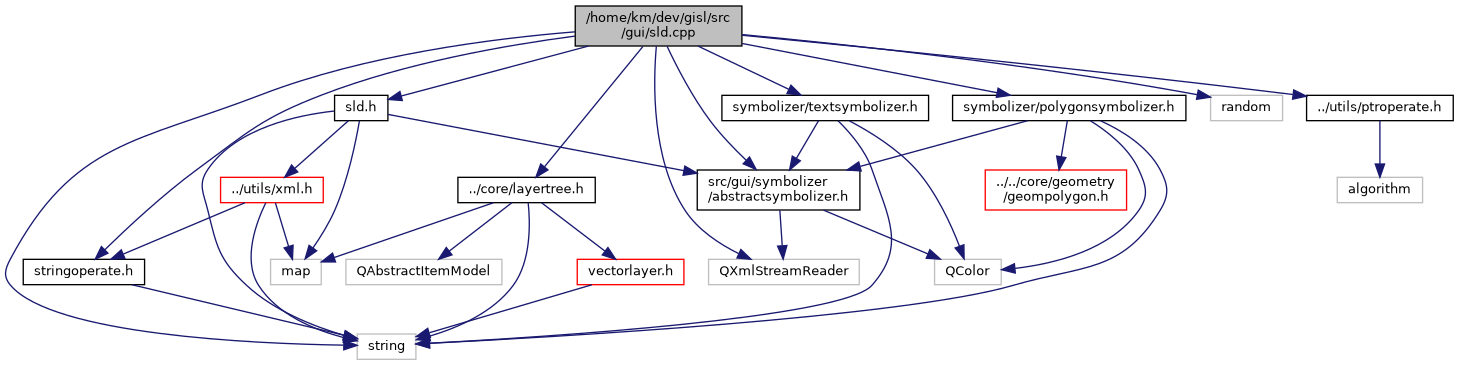 /home/km/dev/gisl/src
/gui/sld.cpp
sld.h
symbolizer/textsymbolizer.h
symbolizer/polygonsymbolizer.h
random
../utils/ptroperate.h
../utils/xml.h
../core/layertree.h
src/gui/symbolizer
/abstractsymbolizer.h
../../core/geometry
/geompolygon.h
algorithm
stringoperate.h
map
QAbstractItemModel
vectorlayer.h
QXmlStreamReader
QColor
string